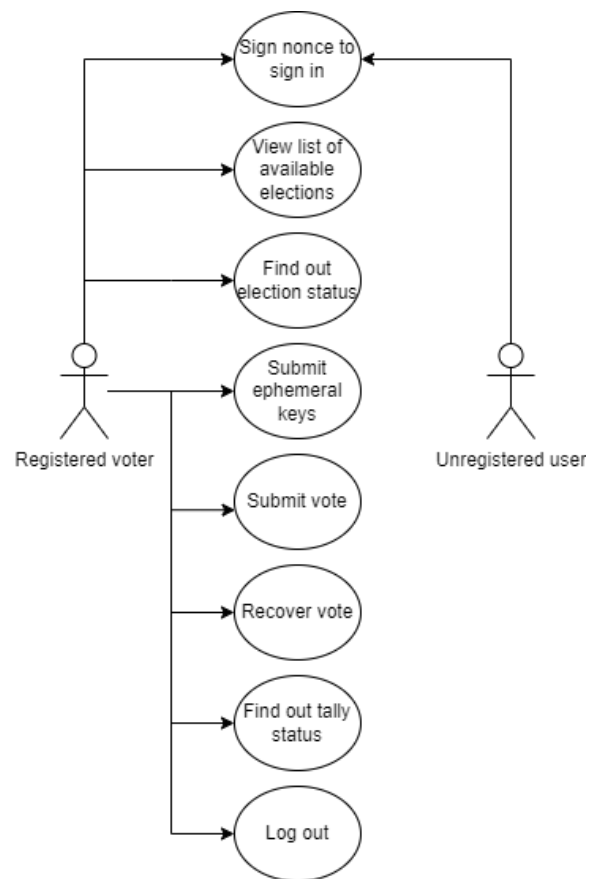 Sign nonce to
sign in
View list of
available
elections
Find out
election status
Submit
ephemeral
keys
Registered voter
Unregistered user
Submit vote
Recover vote
Find out tally
status
Log out